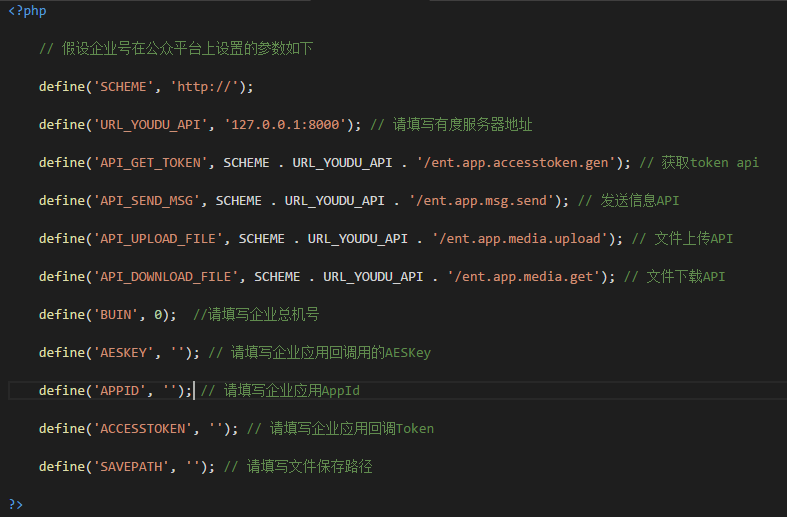 <?php
// 假设企业号在公众平台上设置的参数如下
define('SCHEME', 'http://');
define('URL_YOUDU_API', '127.0.0.1:8000'); // 请填写有度服务器地址
define('API_GET_TOKEN', SCHEME . URL_YOUDU_API . '/ent.app.accesstoken.gen'); // 获取token api
define('API_SEND_MSG', SCHEME . URL_YOUDU_API . '/ent.app.msg.send'); // 发送信息API
define('API_UPLOAD_FILE', SCHEME . URL_YOUDU_API . '/ent.app.media.upload'); // 文件上传API
define('API_DOWNLOAD_FILE', SCHEME . URL_YOUDU_API . '/ent.app.media.get'); // 文件下载API
define('BUIN', 0);  //请填写企业总机号
define('AESKEY', ''); // 请填写企业应用回调用的AESKey
define('APPID', ''); // 请填写企业应用AppId
define('ACCESSTOKEN', ''); // 请填写企业应用回调Token
define('SAVEPATH', ''); // 请填写文件保存路径
?>